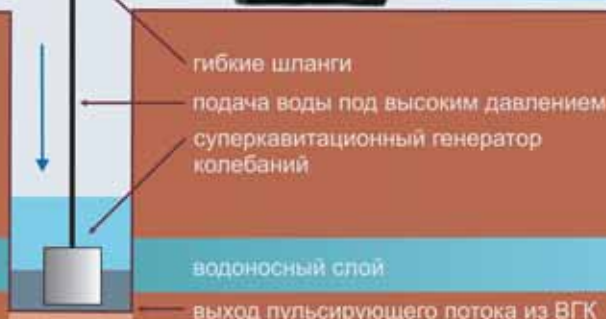 гибкие шланги
подача воды под высоким давлением
суперкавитационный генератор
колебаний
водоносный слой
выход пульсирующего потока из ВГК